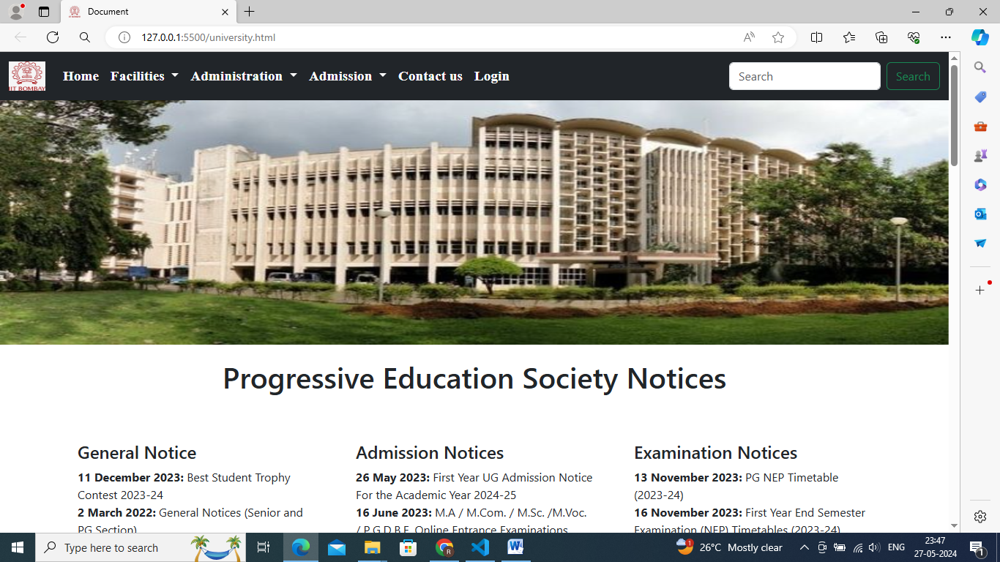 Document
127.0.0.1:5500/university.html
IIT BOMBAY
Home Facilities Administration Admission Contact us Login
Search Search
Progressive Education Society Notices
General Notice
11 December 2023: Best Student Trophy
Contest 2023-24
2 March 2022: General Notices (Senior and
PG Section)
Admission Notices
26 May 2023: First Year UG Admission Notice
For the Academic Year 2024-25
16 June 2023: M.A / M.Com. / M.Sc. /M.Voc.
/ P.G.D.B.F. Online Entrance Examinations
Examination Notices
13 November 2023: PG NEP Timetable
(2023-24)
16 November 2023: First Year End Semester
Examination (NEP) Timetables (2023-24)
Type here to search
26°C Mostly clear
ENG
23:47
27-05-2024
1